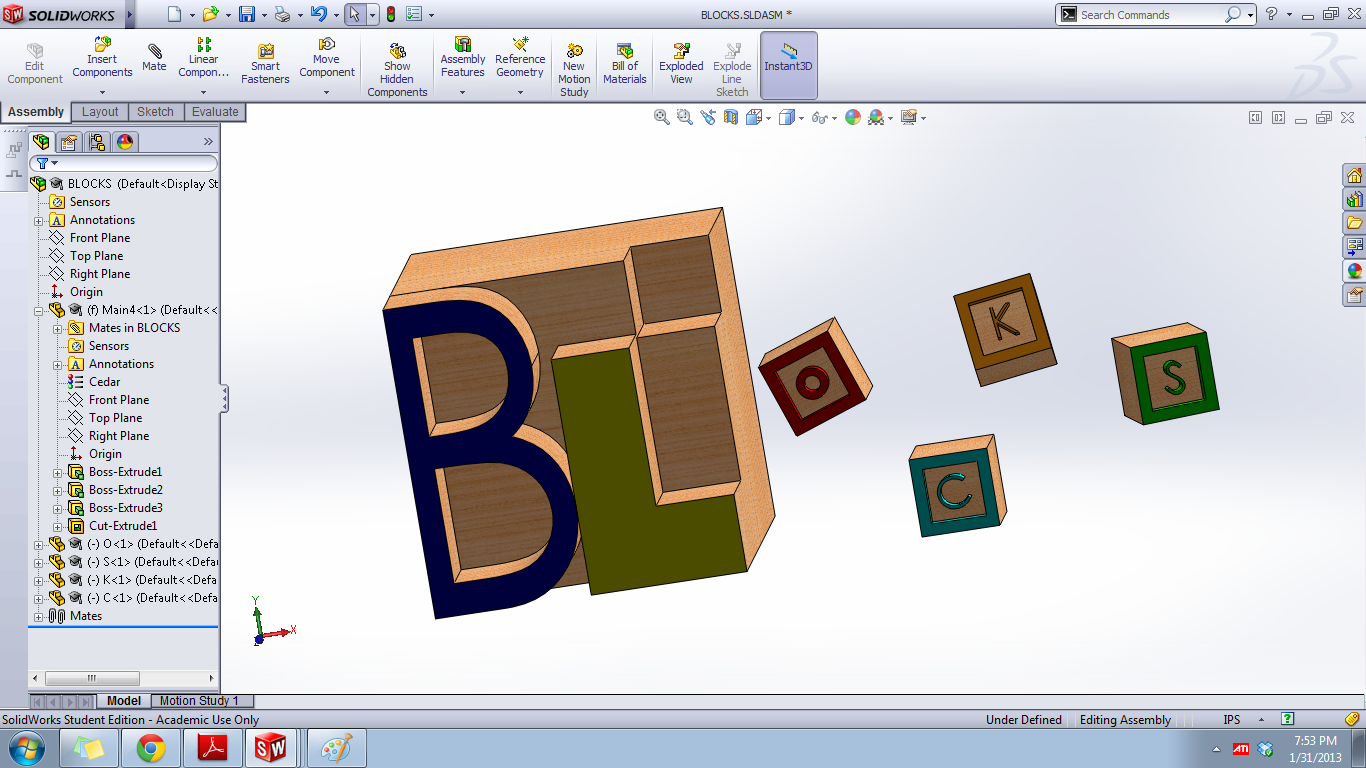 SW SOLIDWORKS
BLOCKS.SLDASM *
Search Commands
Edit Component
Insert Components
Mate
Linear Compon...
Smart Fasteners
Move Component
Show Hidden Components
Assembly Features
Reference Geometry
New Motion Study
Bill of Materials
Exploded View
Explode Line Sketch
Instant3D
Assembly
Layout
Sketch
Evaluate
BLOCKS (Default<Display St
Sensors
Annotations
Front Plane
Top Plane
Right Plane
Origin
(f) Main4<1> (Default<<
Mates in BLOCKS
Sensors
Annotations
Cedar
Front Plane
Top Plane
Right Plane
Origin
Boss-Extrude1
Boss-Extrude2
Boss-Extrude3
Cut-Extrude1
(-) O<1> (Default<<Defa
(-) S<1> (Default<<Defa
(-) K<1> (Default<<Defa
(-) C<1> (Default<<Defa
Mates
B L
O
K
S
C
Y
X
Z
Model
Motion Study 1
SolidWorks Student Edition - Academic Use Only
Under Defined
Editing Assembly
IPS
SW
ATI
7:53 PM
1/31/2013